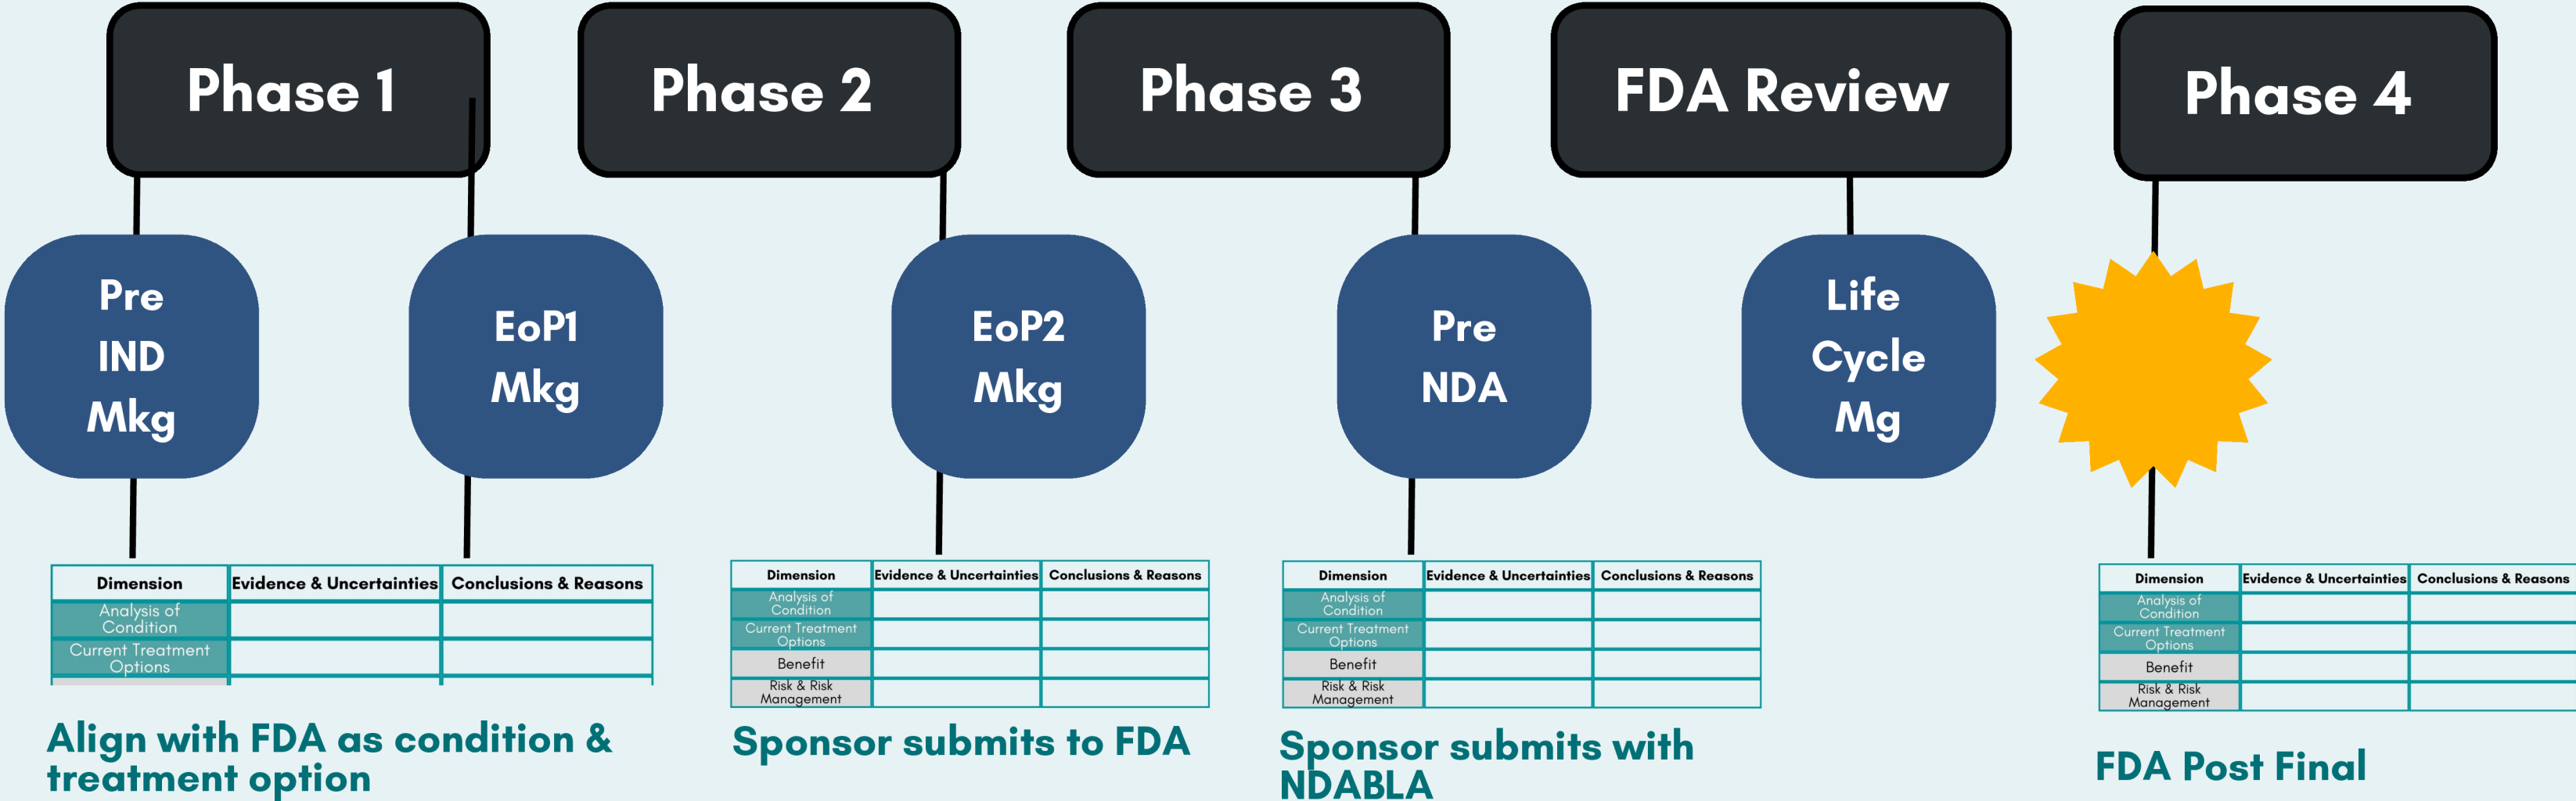 Phase 1
Phase 2
Phase 3
FDA Review
Phase 4
Pre
IND
Mkg
EoP1
Mkg
EoP2
Mkg
Pre
NDA
Life
Cycle
Mg
Dimension Evidence & Uncertainties Conclusions & Reasons
Analysis of
Condition
Current Treatment
Options
Align with FDA as condition &
treatment option
Dimension Evidence & Uncertainties Conclusions & Reasons
Analysis of
Condition
Current Treatment
Options
Benefit
Risk & Risk
Management
Sponsor submits to FDA
Dimension Evidence & Uncertainties Conclusions & Reasons
Analysis of
Condition
Current Treatment
Options
Benefit
Risk & Risk
Management
Sponsor submits with
NDABLA
Dimension Evidence & Uncertainties Conclusions & Reasons
Analysis of
Condition
Current Treatment
Options
Benefit
Risk & Risk
Management
FDA Post Final